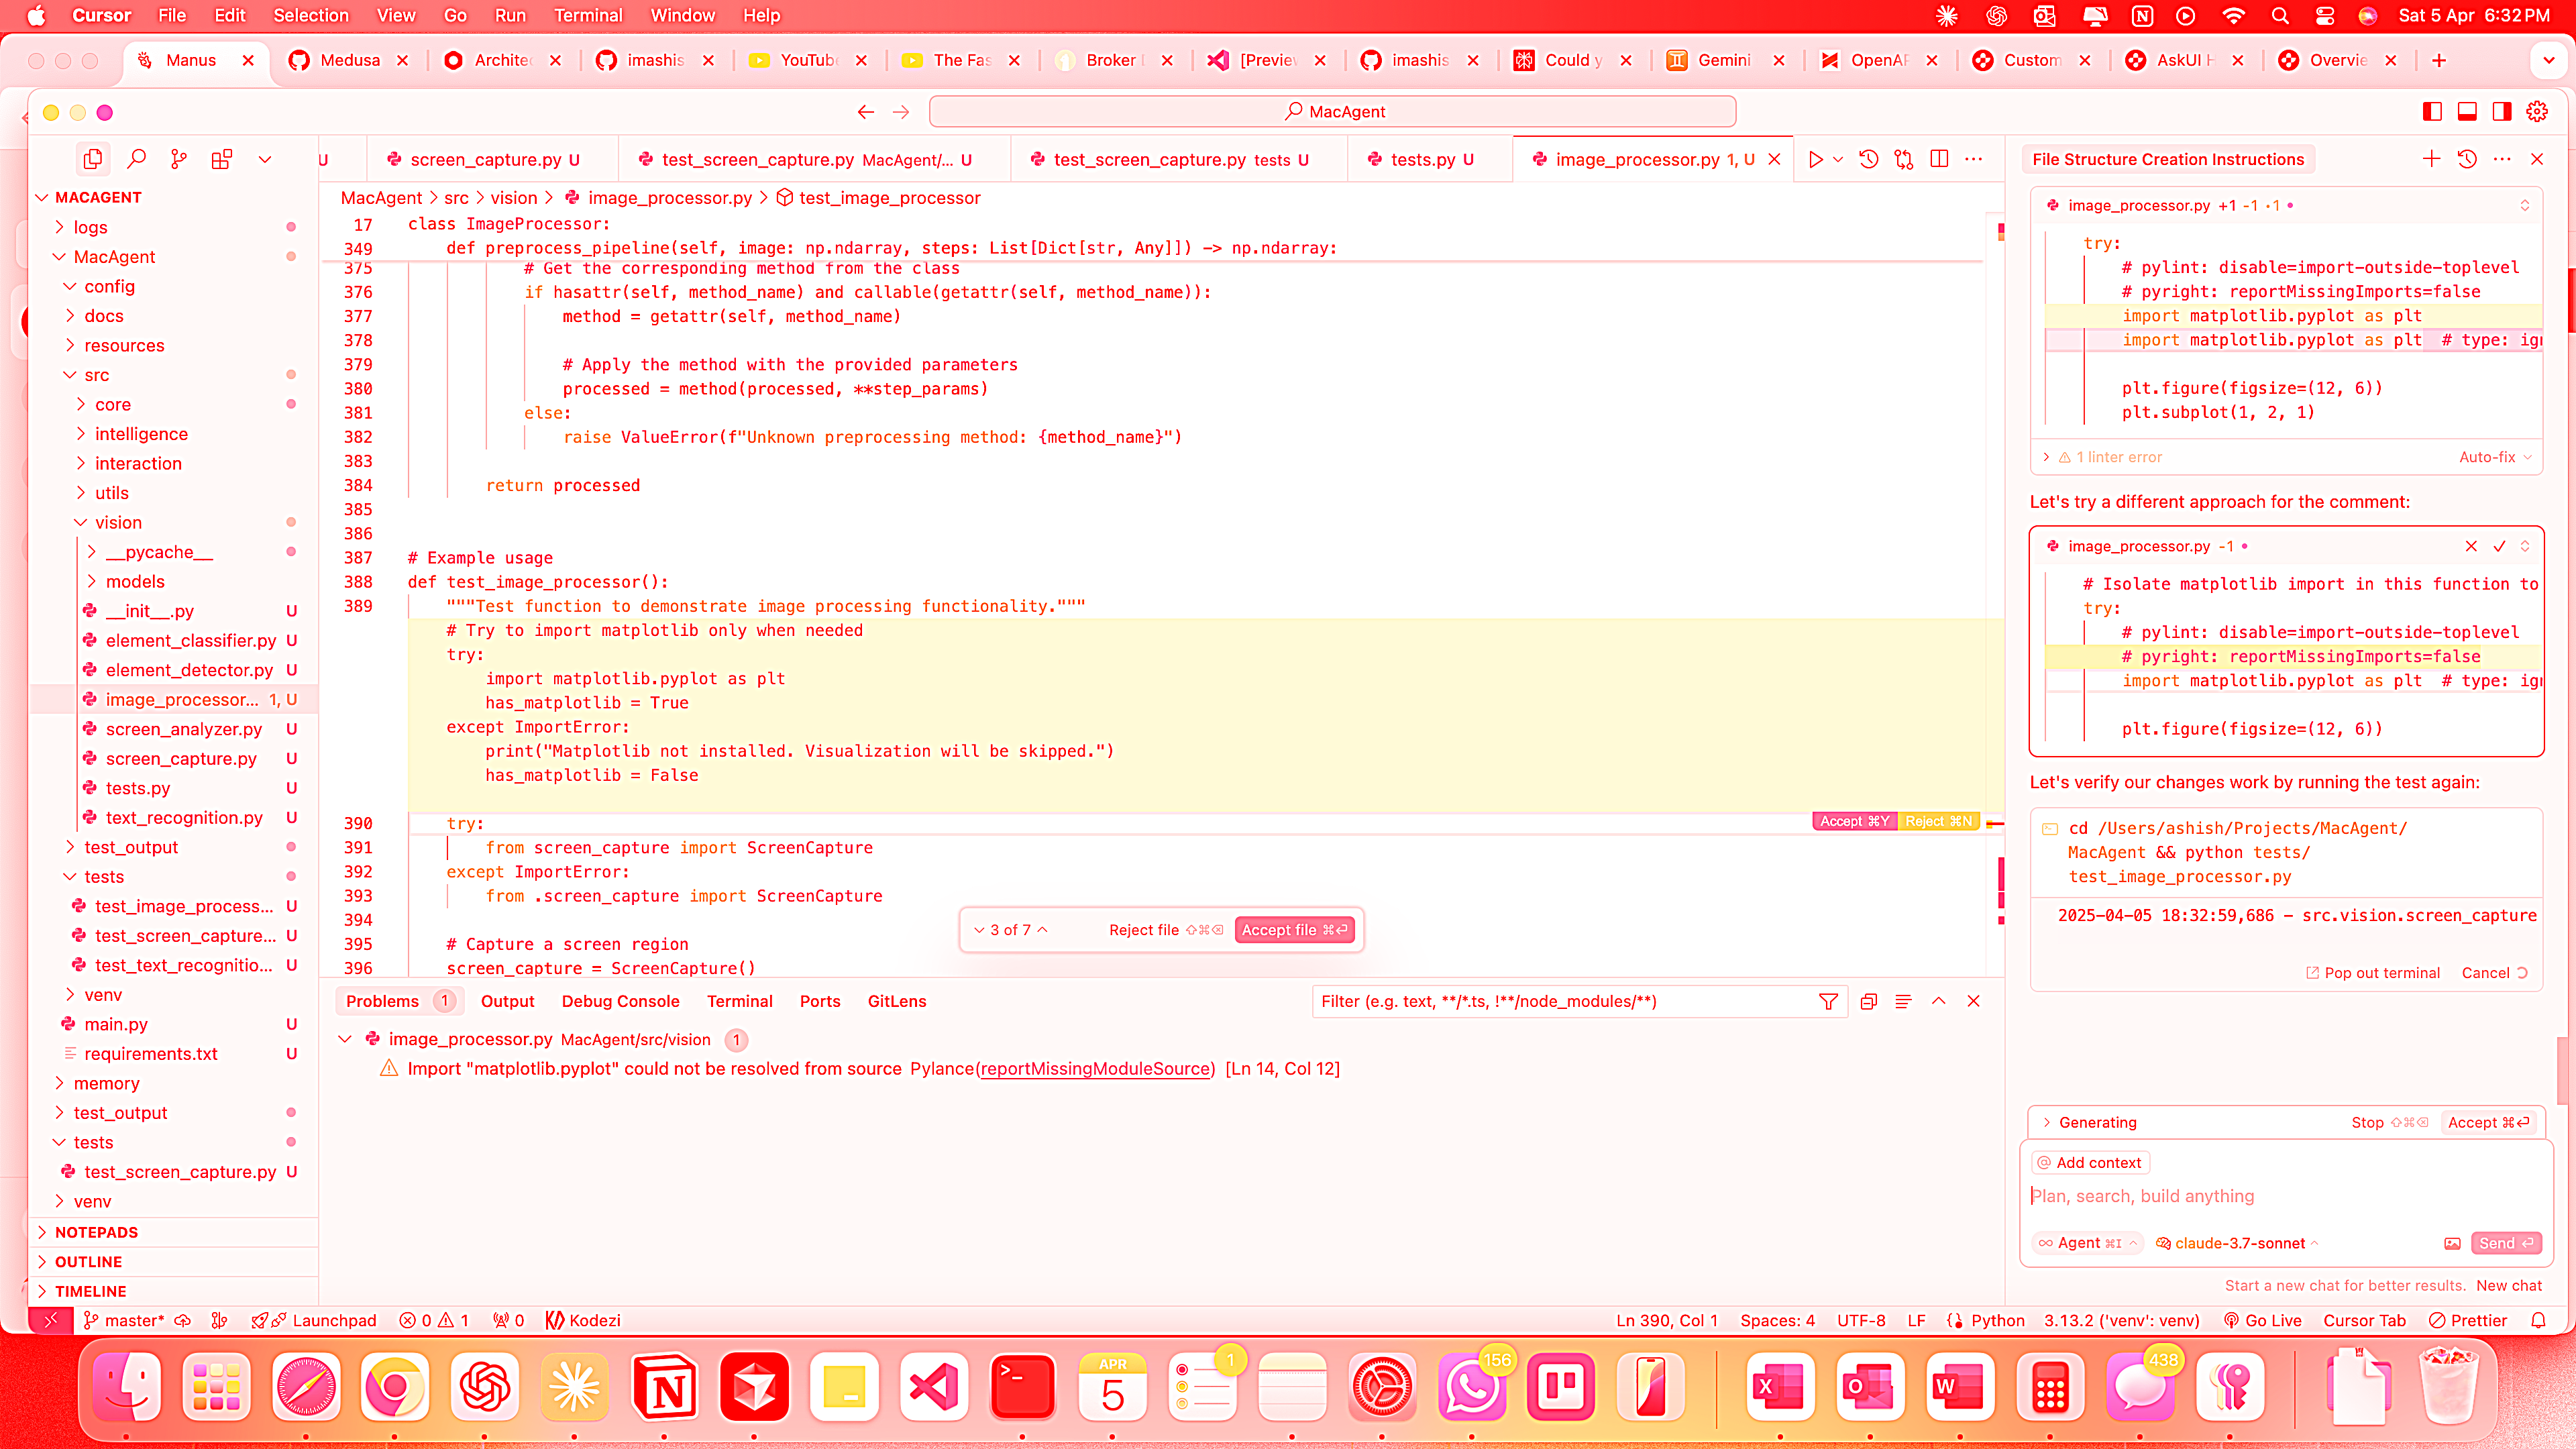 Cursor File Edit Selection View Go Run Terminal Window Help Sat 5 Apr 6:32 PM
Manus Medusa Architec imashis YouTube The Fas Broker [Preview imashis Could y Gemini OpenAP Custom AskUI H Overvie
MacAgent
U screen_capture.py U test_screen_capture.py MacAgent/... U test_screen_capture.py tests U tests.py U image_processor.py 1, U
MacAgent > src > vision > image_processor.py > test_image_processor
MACAGENT
logs
MacAgent
config
docs
resources
src
core
intelligence
interaction
utils
vision
__pycache__
models
__init__.py U
element_classifier.py U
element_detector.py U
image_processor... 1, U
screen_analyzer.py U
screen_capture.py U
tests.py U
text_recognition.py U
test_output
tests
test_image_process... U
test_screen_capture... U
test_text_recognitio... U
venv
main.py U
requirements.txt U
memory
test_output
tests
test_screen_capture.py U
venv
NOTEPADS
OUTLINE
TIMELINE
17 class ImageProcessor:
349 def preprocess_pipeline(self, image: np.ndarray, steps: List[Dict[str, Any]]) -> np.ndarray:
375 # Get the corresponding method from the class
376 if hasattr(self, method_name) and callable(getattr(self, method_name)):
377 method = getattr(self, method_name)
378
379 # Apply the method with the provided parameters
380 processed = method(processed, **step_params)
381 else:
382 raise ValueError(f"Unknown preprocessing method: {method_name}")
383
384 return processed
385
386
387 # Example usage
388 def test_image_processor():
389 """Test function to demonstrate image processing functionality."""
# Try to import matplotlib only when needed
try:
import matplotlib.pyplot as plt
has_matplotlib = True
except ImportError:
print("Matplotlib not installed. Visualization will be skipped.")
has_matplotlib = False
390 try:
Accept ⌘Y Reject ⌘N
391 from screen_capture import ScreenCapture
392 except ImportError:
393 from .screen_capture import ScreenCapture
394
395 # Capture a screen region
396 screen_capture = ScreenCapture()
3 of 7 Reject file ⇧⌘⌫ Accept file ⌘⏎
Problems 1 Output Debug Console Terminal Ports GitLens Filter (e.g. text, **/*.ts, !**/node_modules/**)
image_processor.py MacAgent/src/vision 1
Import "matplotlib.pyplot" could not be resolved from source Pylance(reportMissingModuleSource) [Ln 14, Col 12]
File Structure Creation Instructions
image_processor.py +1 -1 •1
try:
# pylint: disable=import-outside-toplevel
# pyright: reportMissingImports=false
import matplotlib.pyplot as plt
import matplotlib.pyplot as plt # type: ign
plt.figure(figsize=(12, 6))
plt.subplot(1, 2, 1)
1 linter error Auto-fix
Let's try a different approach for the comment:
image_processor.py -1
# Isolate matplotlib import in this function to
try:
# pylint: disable=import-outside-toplevel
# pyright: reportMissingImports=false
import matplotlib.pyplot as plt # type: ign
plt.figure(figsize=(12, 6))
Let's verify our changes work by running the test again:
cd /Users/ashish/Projects/MacAgent/
MacAgent && python tests/
test_image_processor.py
2025-04-05 18:32:59,686 - src.vision.screen_capture
Pop out terminal Cancel
Generating Stop ⇧⌘⌫ Accept ⌘⏎
@ Add context
Plan, search, build anything
Agent ⌘I claude-3.7-sonnet Send ⏎
Start a new chat for better results. New chat
master* Launchpad 0 1 0 Kodezi Ln 390, Col 1 Spaces: 4 UTF-8 LF Python 3.13.2 ('venv': venv) Go Live Cursor Tab Prettier
APR
5
1
156
438